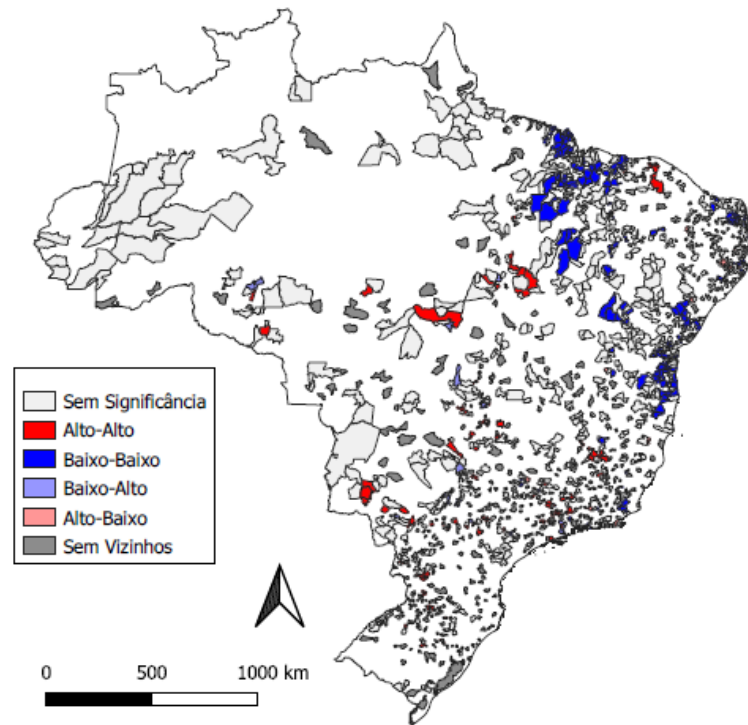 Sem Significância
Alto-Alto
Baixo-Baixo
Baixo-Alto
Alto-Baixo
Sem Vizinhos
0 500 1000 km